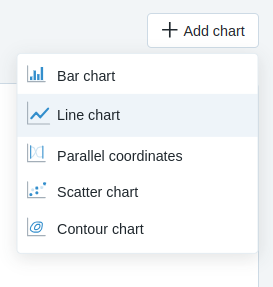 Add chart
Bar chart
Line chart
Parallel coordinates
Scatter chart
Contour chart